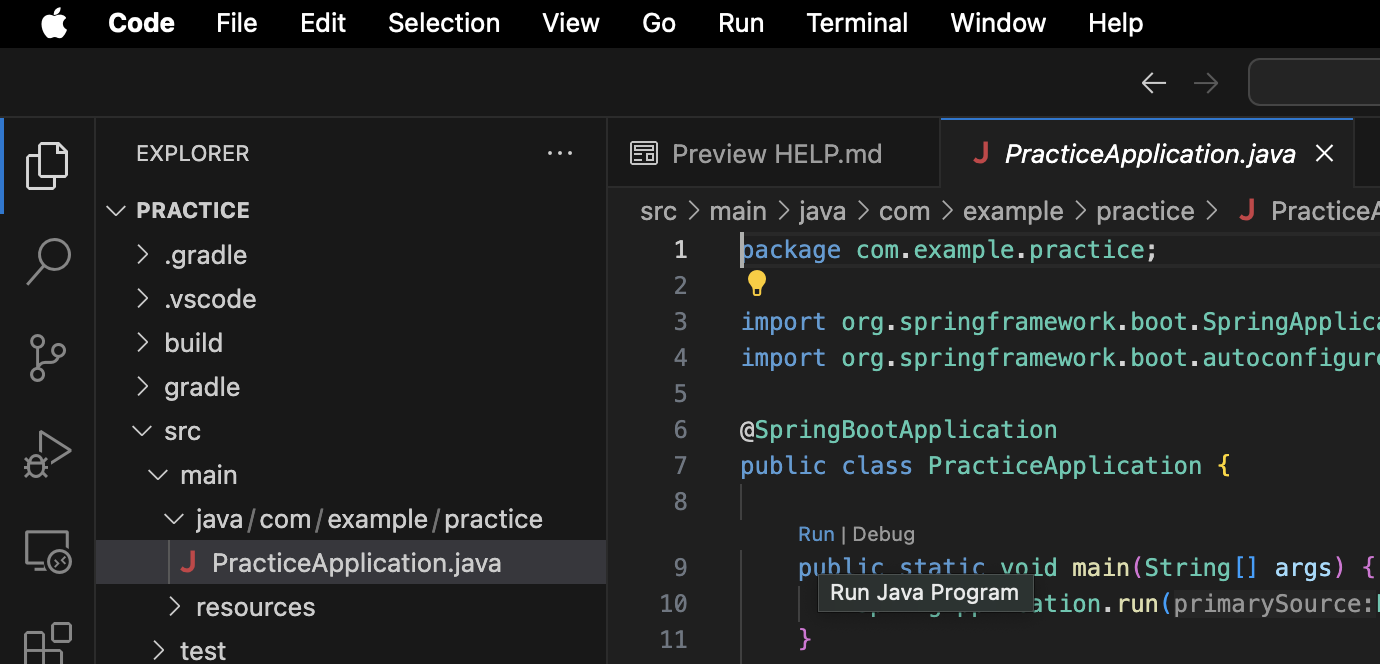 Code File Edit Selection View Go Run Terminal Window Help
EXPLORER
PRACTICE
.gradle
.vscode
build
gradle
src
main
java/com/example/practice
J PracticeApplication.java
resources
test
Preview HELP.md
J PracticeApplication.java
src > main > java > com > example > practice > J PracticeA
1 package com.example.practice;
2
3 import org.springframework.boot.SpringApplica
4 import org.springframework.boot.autoconfigure
5
6 @SpringBootApplication
7 public class PracticeApplication {
8
Run | Debug
9 public static void main(String[] args) {
Run Java Program
10 ation.run(primarySource:
11 }